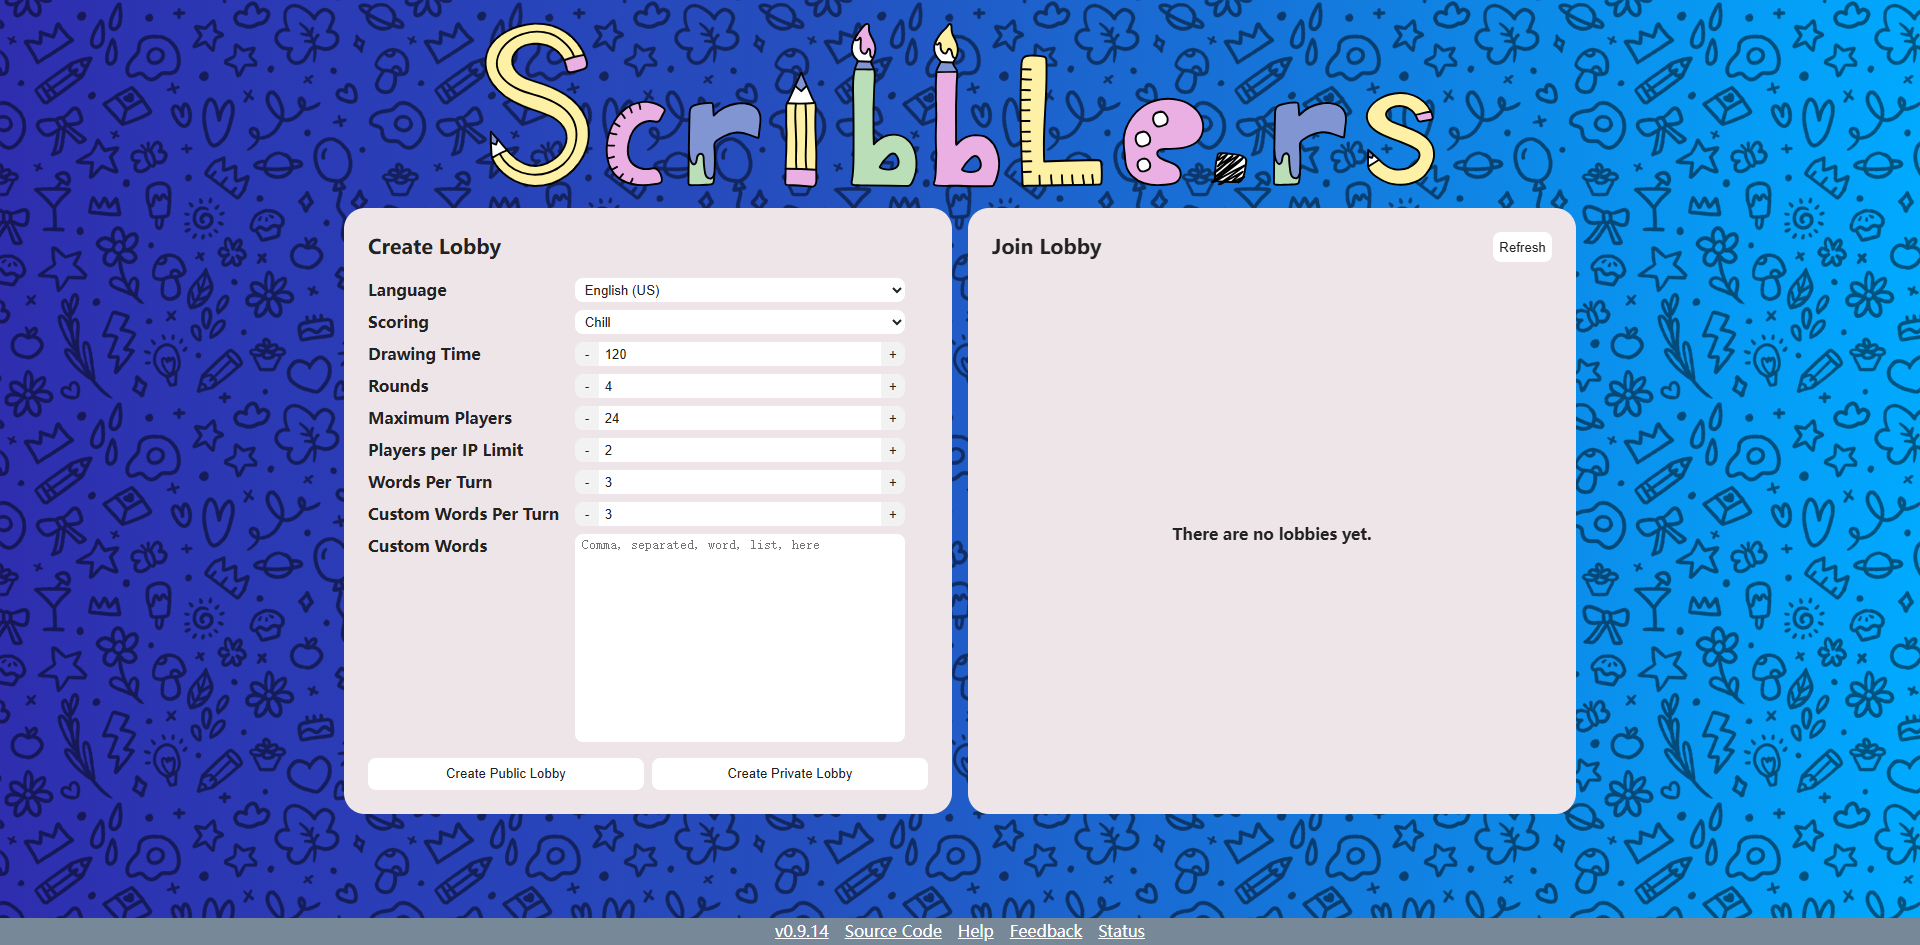 Scribble.rs
Create Lobby
Language
English (US)
Scoring
Chill
Drawing Time
- 120 +
Rounds
- 4 +
Maximum Players
- 24 +
Players per IP Limit
- 2 +
Words Per Turn
- 3 +
Custom Words Per Turn
- 3 +
Custom Words
Comma, separated, word, list, here
Create Public Lobby
Create Private Lobby
Join Lobby
Refresh
There are no lobbies yet.
v0.9.14 Source Code Help Feedback Status